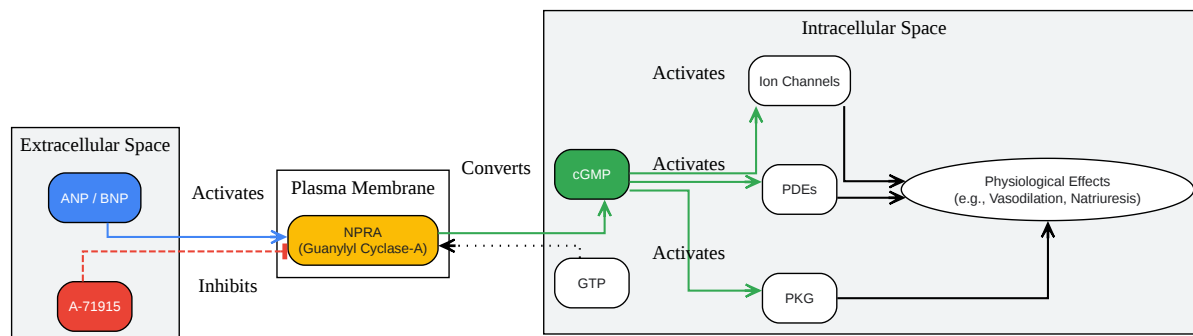 Intracellular Space
Activates
Ion Channels
Extracellular Space
ANP / BNP
Activates
Plasma Membrane
Converts
cGMP
Activates
PDEs
Physiological Effects
(e.g., Vasodilation, Natriuresis)
NPRA
(Guanylyl Cyclase-A)
Inhibits
A-71915
GTP
Activates
PKG